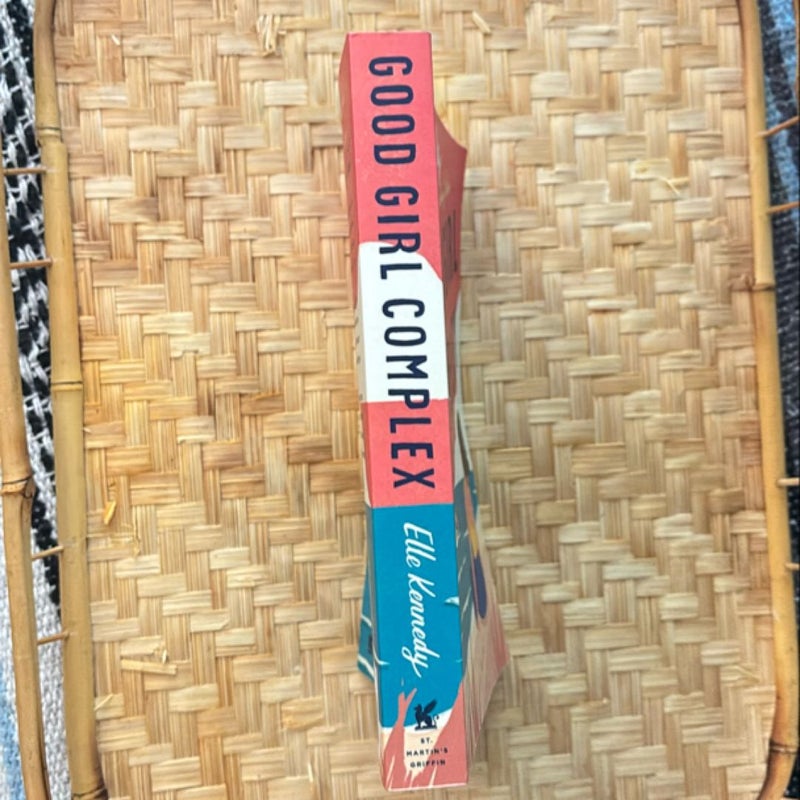 GOOD GIRL COMPLEX
Elle Kennedy
ST.
MARTIN'S
GRIFFIN